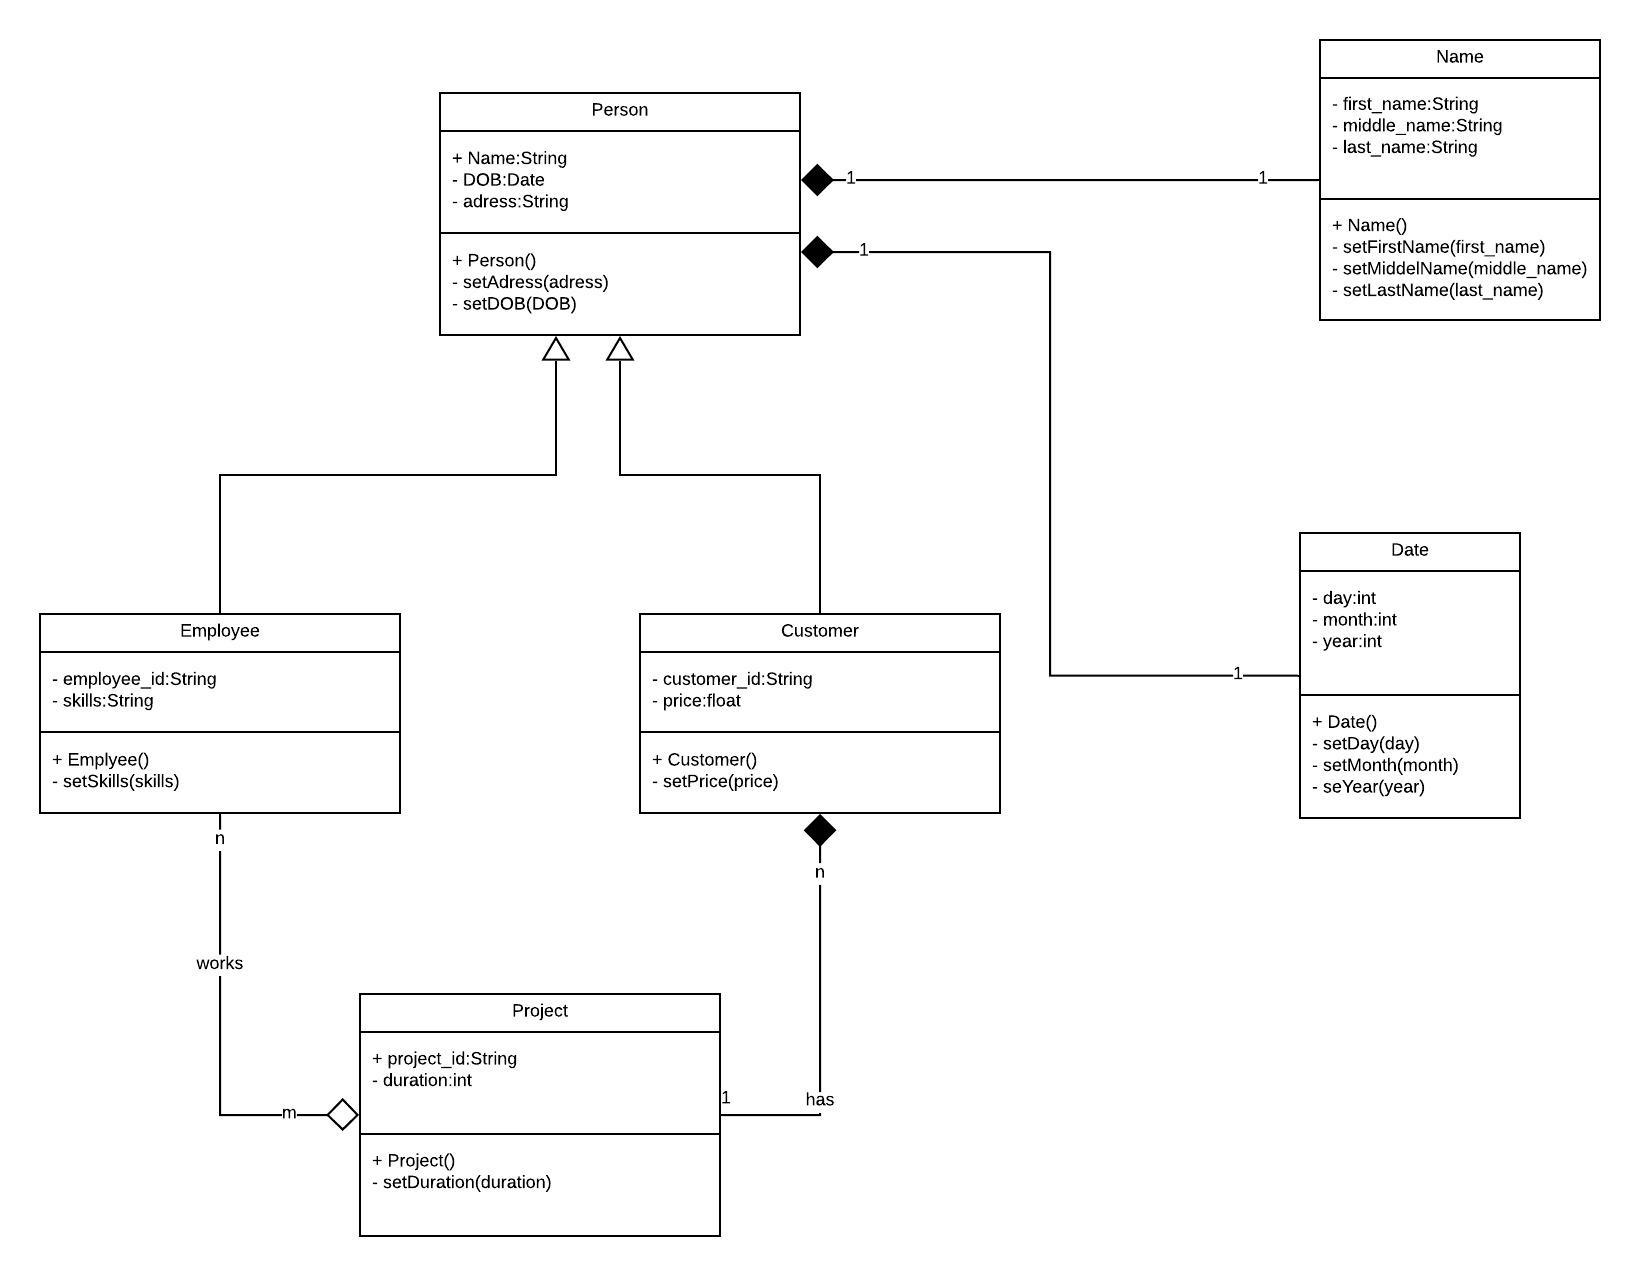 Name
- first_name:String
- middle_name:String
- last_name:String
+ Name()
- setFirstName(first_name)
- setMiddelName(middle_name)
- setLastName(last_name)
Person
+ Name:String
- DOB:Date
- adress:String
+ Person()
- setAdress(adress)
- setDOB(DOB)
1
1
1
1
Date
- day:int
- month:int
- year:int
+ Date()
- setDay(day)
- setMonth(month)
- seYear(year)
Employee
- employee_id:String
- skills:String
+ Emplyee()
- setSkills(skills)
Customer
- customer_id:String
- price:float
+ Customer()
- setPrice(price)
n
n
works
Project
+ project_id:String
- duration:int
+ Project()
- setDuration(duration)
m
1
has